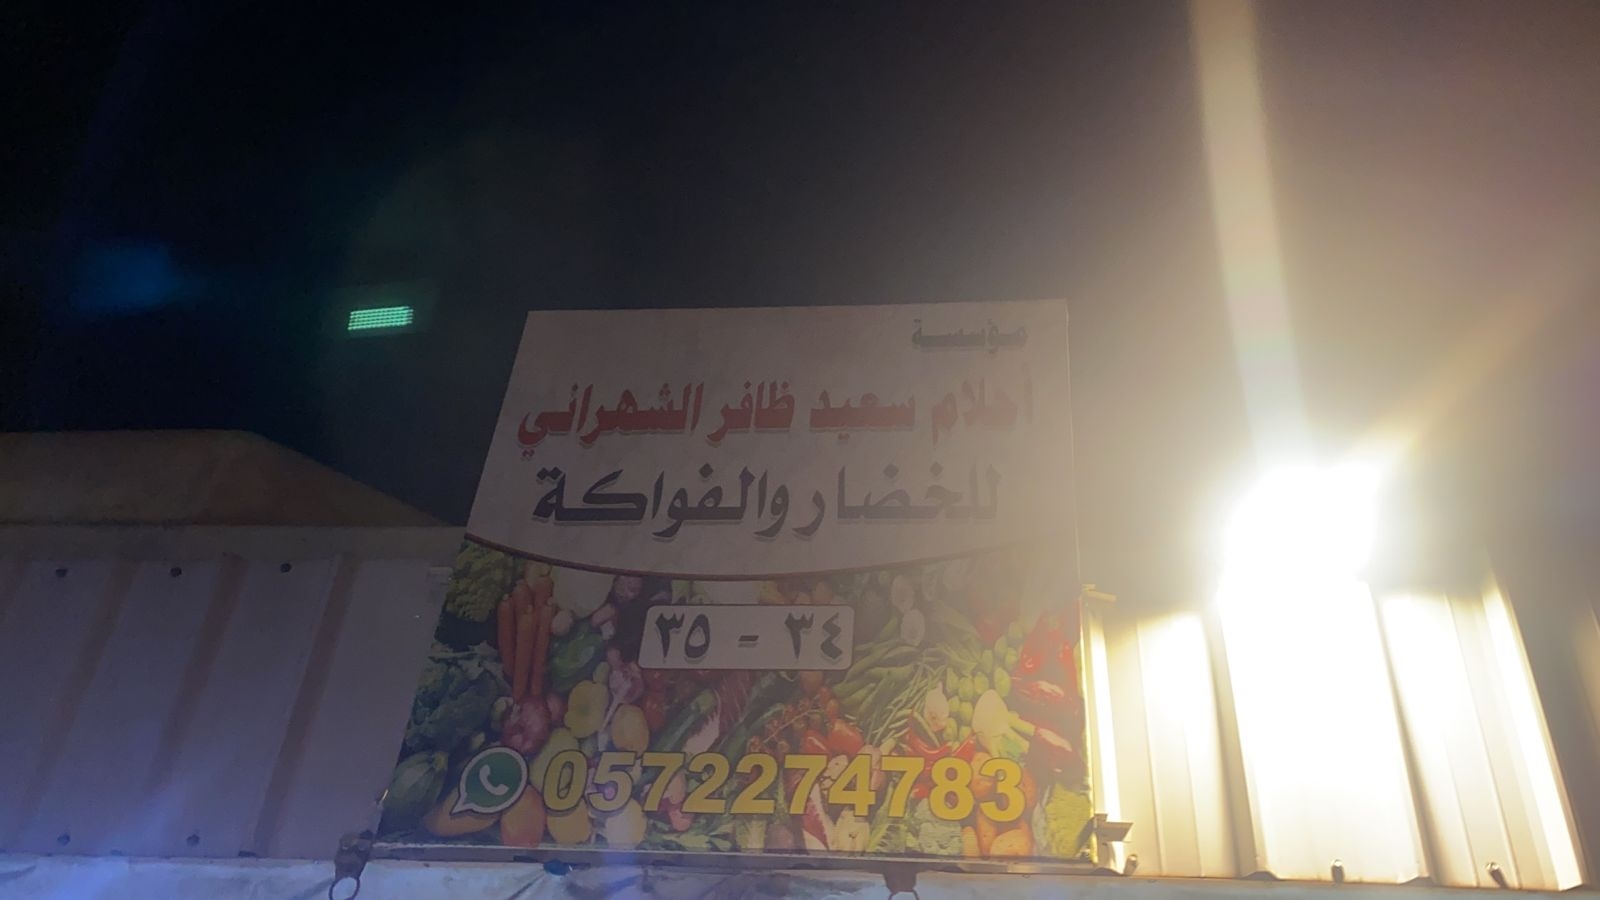 مؤسسة
أحلام سعيد ظافر الشهراني
للخضار والفواكة
٣٤ - ٣٥
0572274783